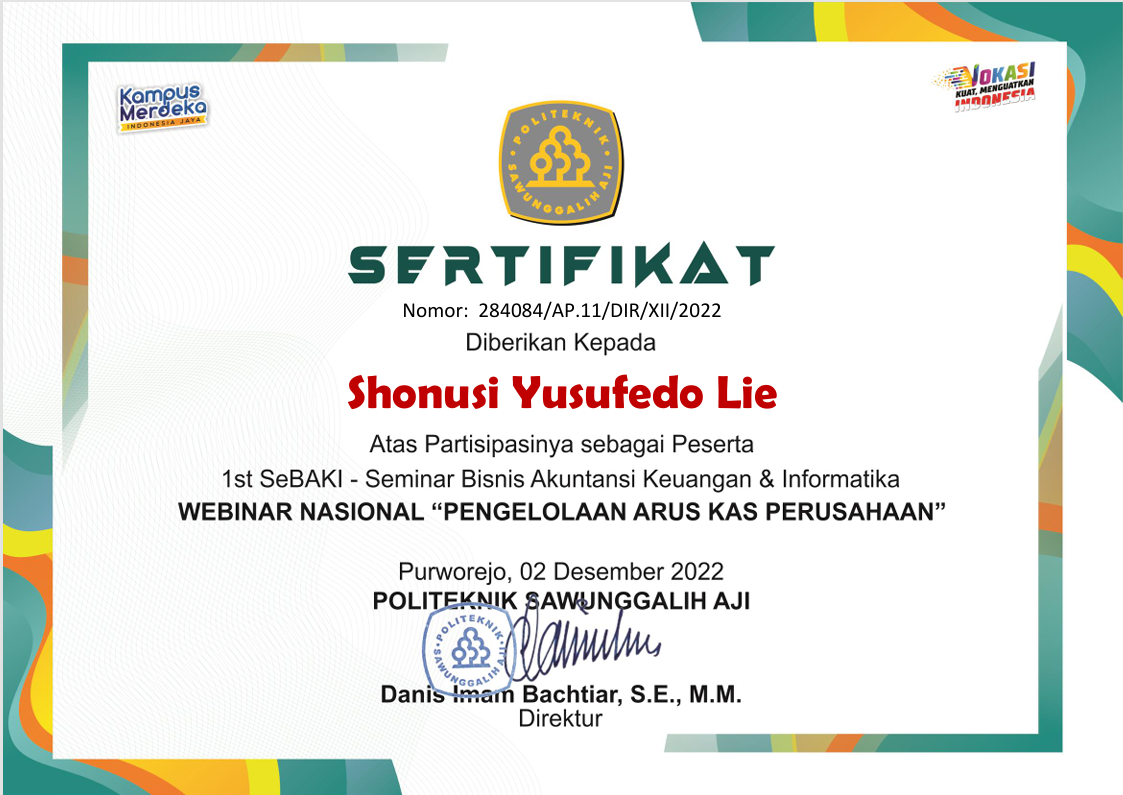 Kampus
Merdeka
INDONESIA JAYA
VOKASI
KUAT, MENGUATKAN
INDONESIA
POLITEKNIK
SAWUNGGALIH AJI
SERTIFIKAT
Nomor: 284084/AP.11/DIR/XII/2022
Diberikan Kepada
Shonusi Yusufedo Lie
Atas Partisipasinya sebagai Peserta
1st SeBAKI - Seminar Bisnis Akuntansi Keuangan & Informatika
WEBINAR NASIONAL “PENGELOLAAN ARUS KAS PERUSAHAAN”
Purworejo, 02 Desember 2022
POLITEKNIK SAWUNGGALIH AJI
POLITEKNIK
SAWUNGGALIH AJI
Danis Imam Bachtiar, S.E., M.M.
Direktur